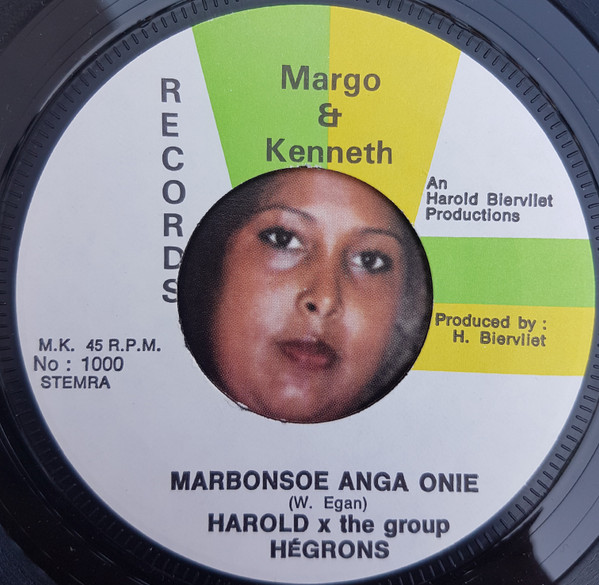 RECORDS
Margo
&
Kenneth
An
Harold Biervliet
Productions
Produced by :
H. Biervliet
M.K. 45 R.P.M.
No : 1000
STEMRA
MARBONSOE ANGA ONIE
(W. Egan)
HAROLD x the group
HÉGRONS